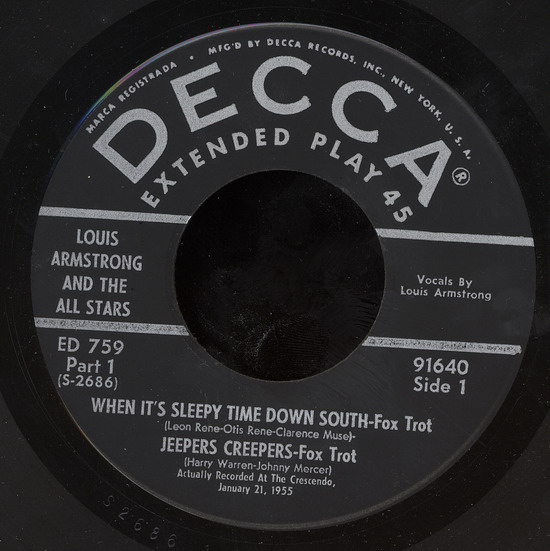 MARCA REGISTRADA • MFG'D BY DECCA RECORDS, INC., NEW YORK, U.S.A.
DECCA®
EXTENDED PLAY 45
LOUIS
ARMSTRONG
AND THE
ALL STARS
Vocals By
Louis Armstrong
ED 759
Part 1
(S-2686)
91640
Side 1
WHEN IT'S SLEEPY TIME DOWN SOUTH-Fox Trot
(Leon Rene-Otis Rene-Clarence Muse)-
JEEPERS CREEPERS-Fox Trot
(Harry Warren-Johnny Mercer)
Actually Recorded At The Crescendo,
January 21, 1955
S 2686